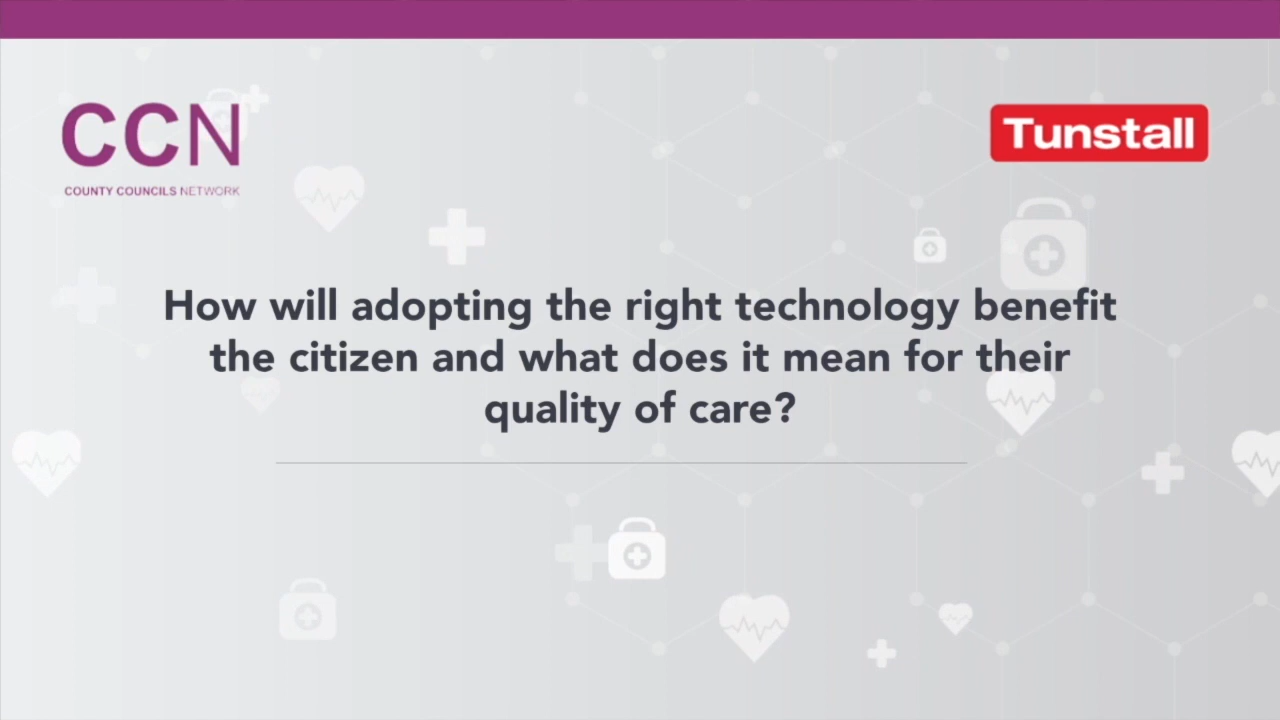 CCN
COUNTY COUNCILS NETWORK
Tunstall
How will adopting the right technology benefit
the citizen and what does it mean for their
quality of care?